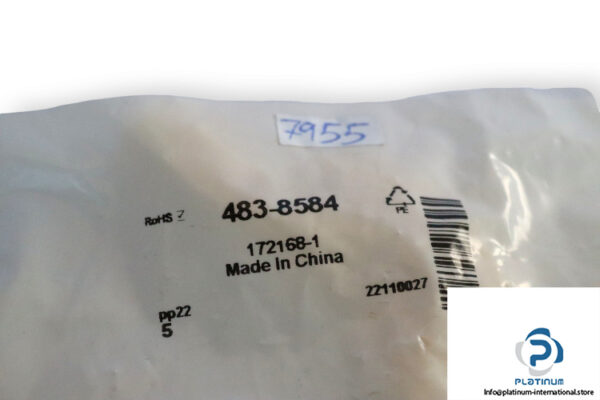 7955
RoHS
483-8584
PE
172168-1
Made In China
22110027
pp22
5
P
PLATINUM
Info@platinum-international.store